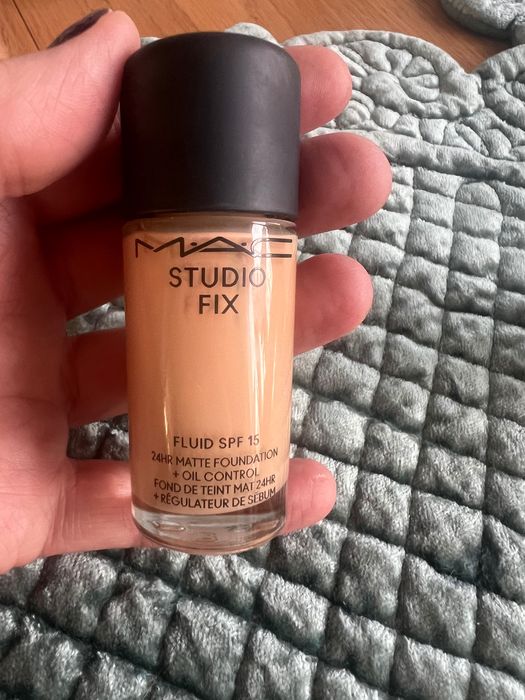 M·A·C
STUDIO
FIX
FLUID SPF 15
24HR MATTE FOUNDATION
+ OIL CONTROL
FOND DE TEINT MAT 24HR
+ RÉGULATEUR DE SÉBUM